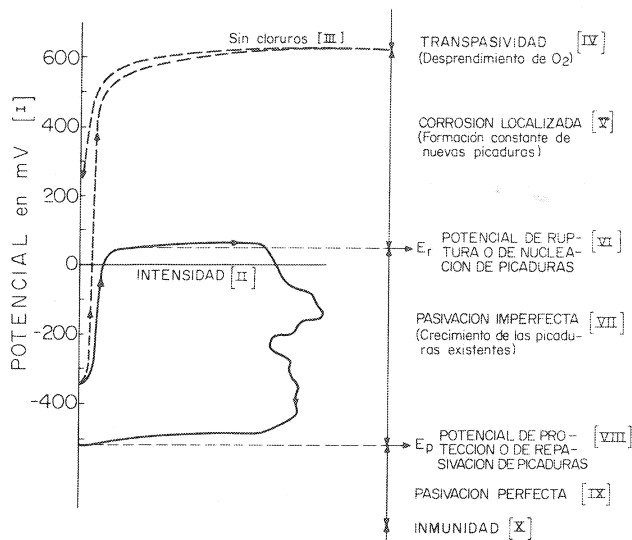 Sin cloruros [III]
TRANSPASIVIDAD [IV]
(Desprendimiento de O2)
600
400
200
0
-200
-400
POTENCIAL en mV [I]
CORROSION LOCALIZADA [V]
(Formación constante de
nuevas picaduras)
Er POTENCIAL DE RUP-
TURA O DE NUCLEA-
CION DE PICADURAS [VI]
INTENSIDAD [II]
PASIVACION IMPERFECTA [VII]
(Crecimiento de las picadu-
ras existentes)
Ep POTENCIAL DE PRO-
TECCION O DE REPA-
SIVACION DE PICADURAS [VIII]
PASIVACION PERFECTA [IX]
INMUNIDAD [X]